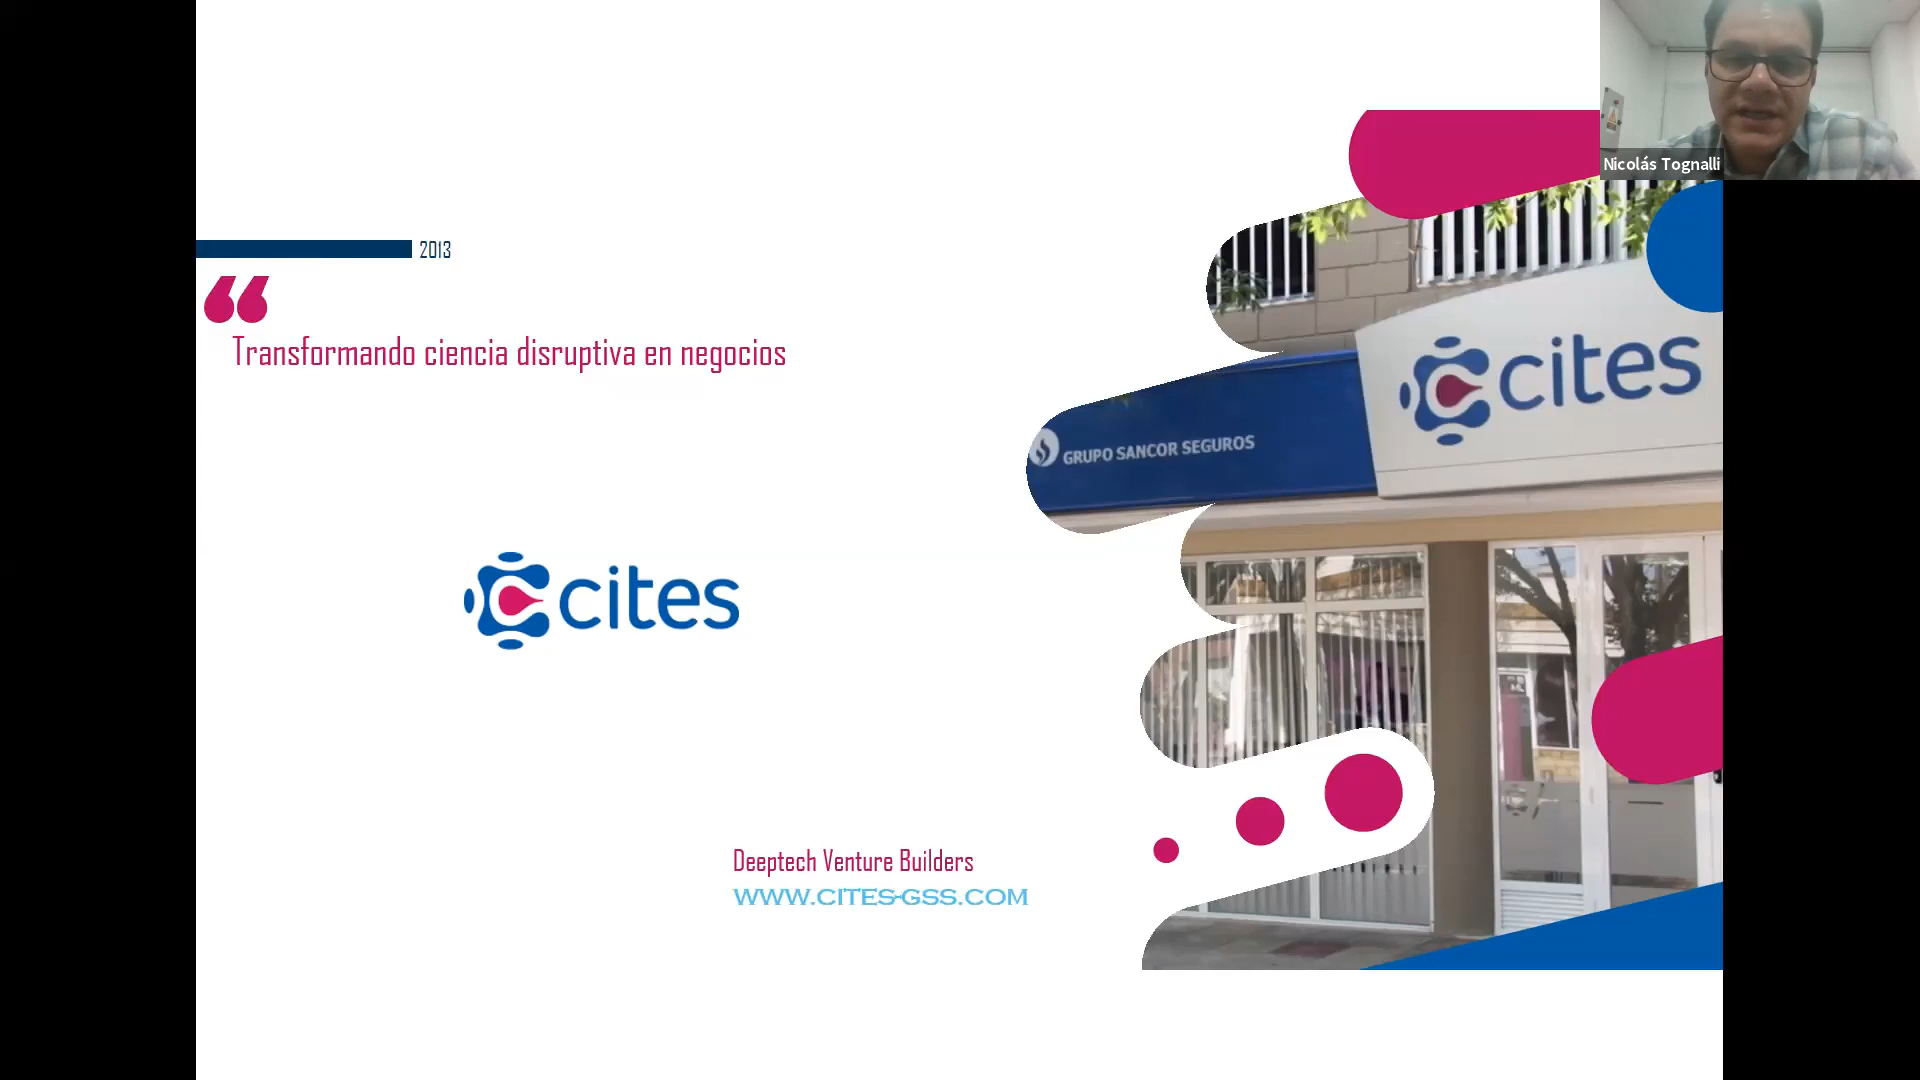 Nicolás Tognalli
2013
“
Transformando ciencia disruptiva en negocios
cites
GRUPO SANCOR SEGUROS
cites
Deeptech Venture Builders
WWW.CITES-GSS.COM